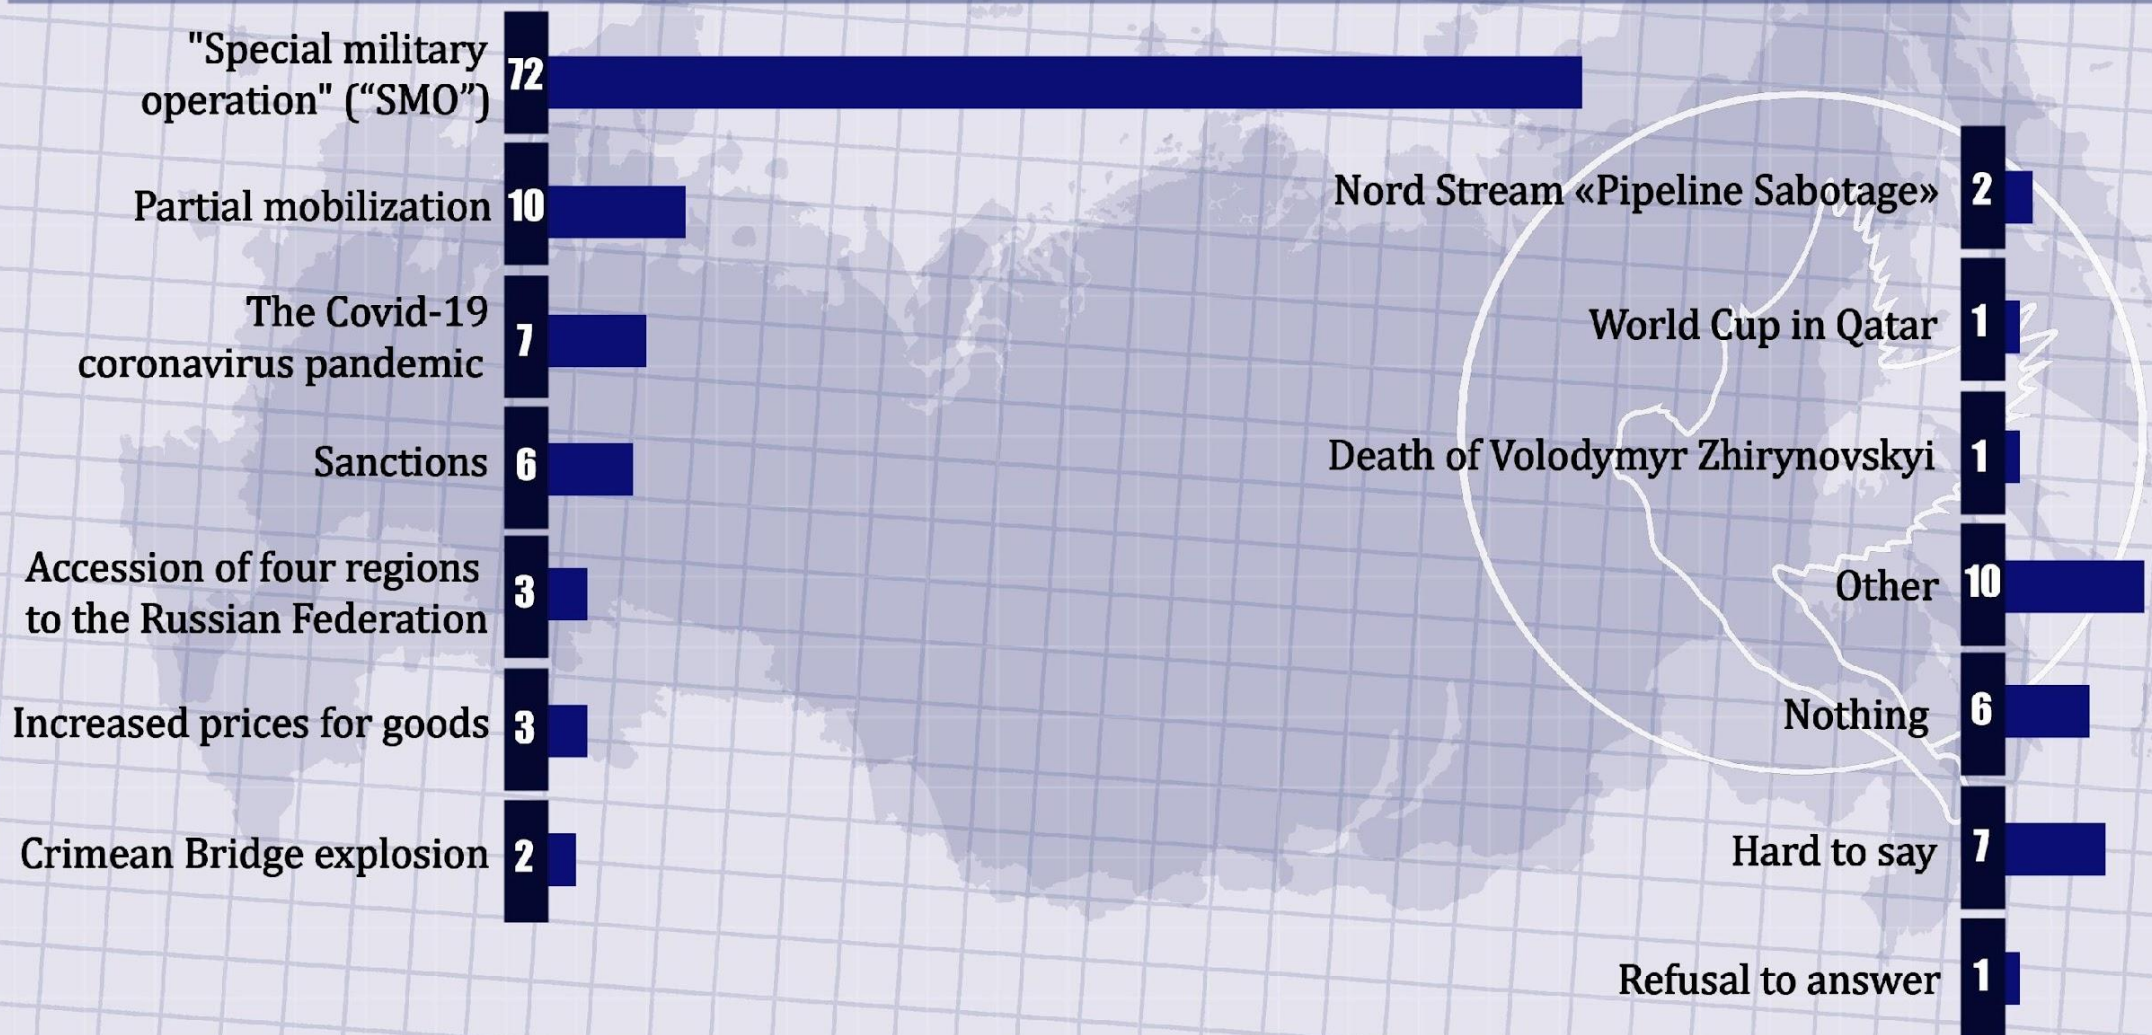 "Special military
operation" (“SMO”)
72
Partial mobilization
10
The Covid-19
coronavirus pandemic
7
Sanctions
6
Accession of four regions
to the Russian Federation
3
Increased prices for goods
3
Crimean Bridge explosion
2
Nord Stream «Pipeline Sabotage»
2
World Cup in Qatar
1
Death of Volodymyr Zhirynovskyi
1
Other
10
Nothing
6
Hard to say
7
Refusal to answer
1